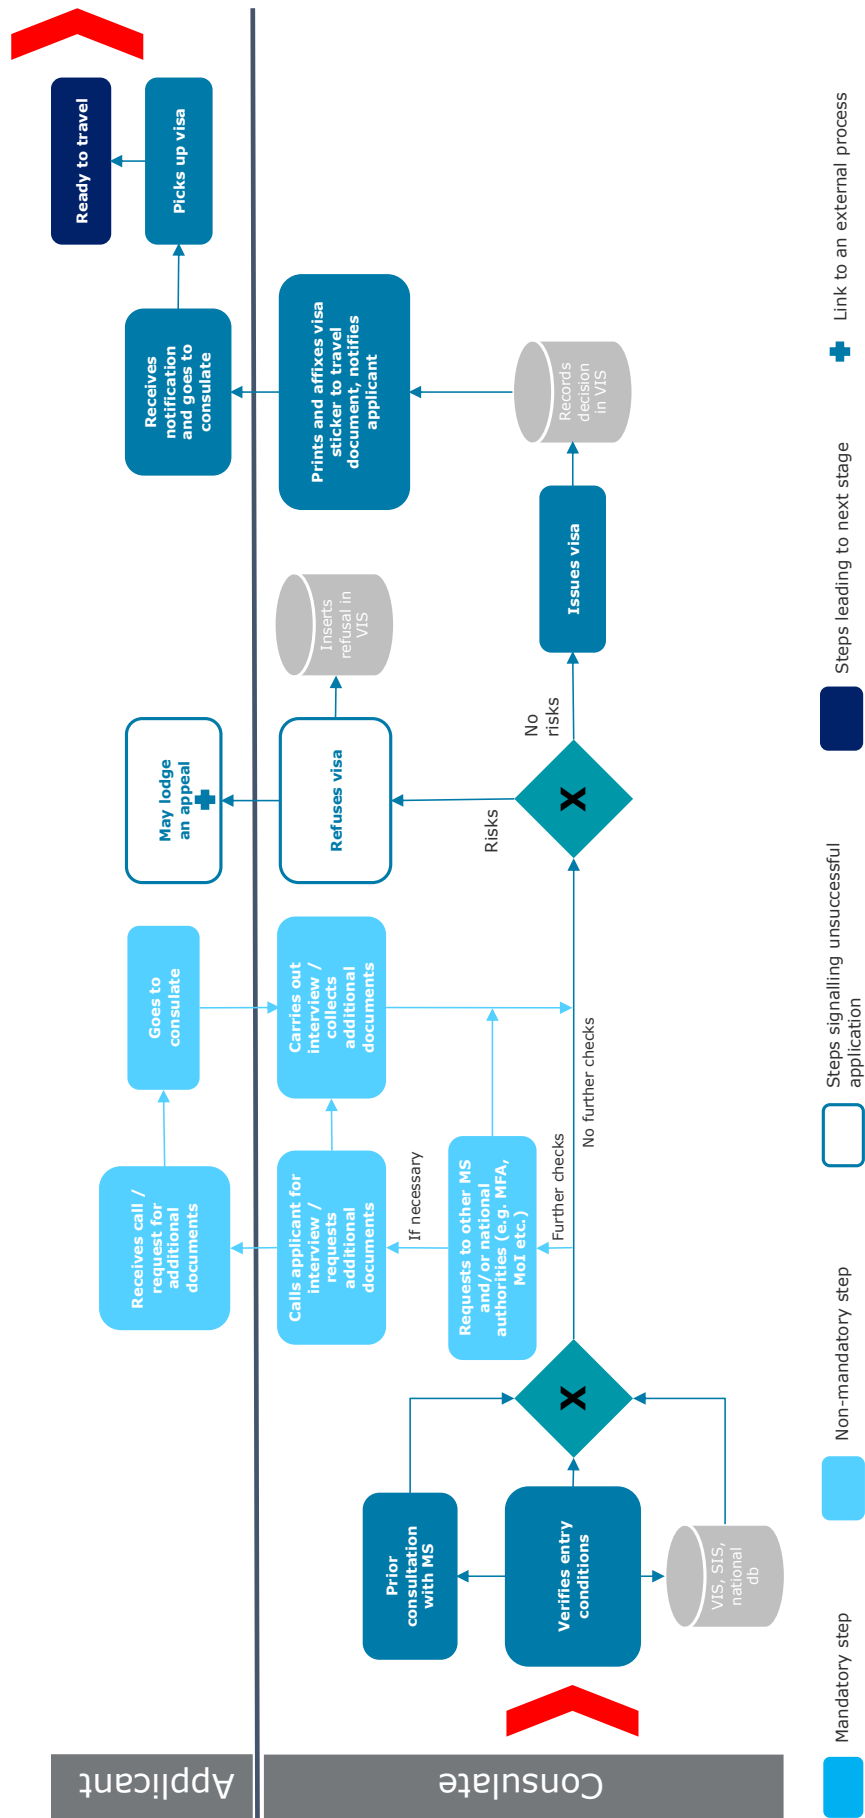 Applicant
Receives call /
request for
additional
documents
Goes to
consulate
May lodge
an appeal
Receives
notification
and goes to
consulate
Picks up visa
Ready to travel
Consulate
Prior
consultation
with MS
Verifies entry
conditions
VIS, SIS,
national
db
X
Further checks
No further checks
Requests to other MS
and/or national
authorities (e.g. MFA,
MoI etc.)
If necessary
Calls applicant for
interview /
requests
additional
documents
Carries out
interview /
collects
additional
documents
X
Risks
No
risks
Refuses visa
Inserts
refusal in
VIS
Issues visa
Records
decision
in VIS
Prints and affixes visa
sticker to travel
document, notifies
applicant
Mandatory step
Non-mandatory step
Steps signalling unsuccessful
application
Steps leading to next stage
Link to an external process